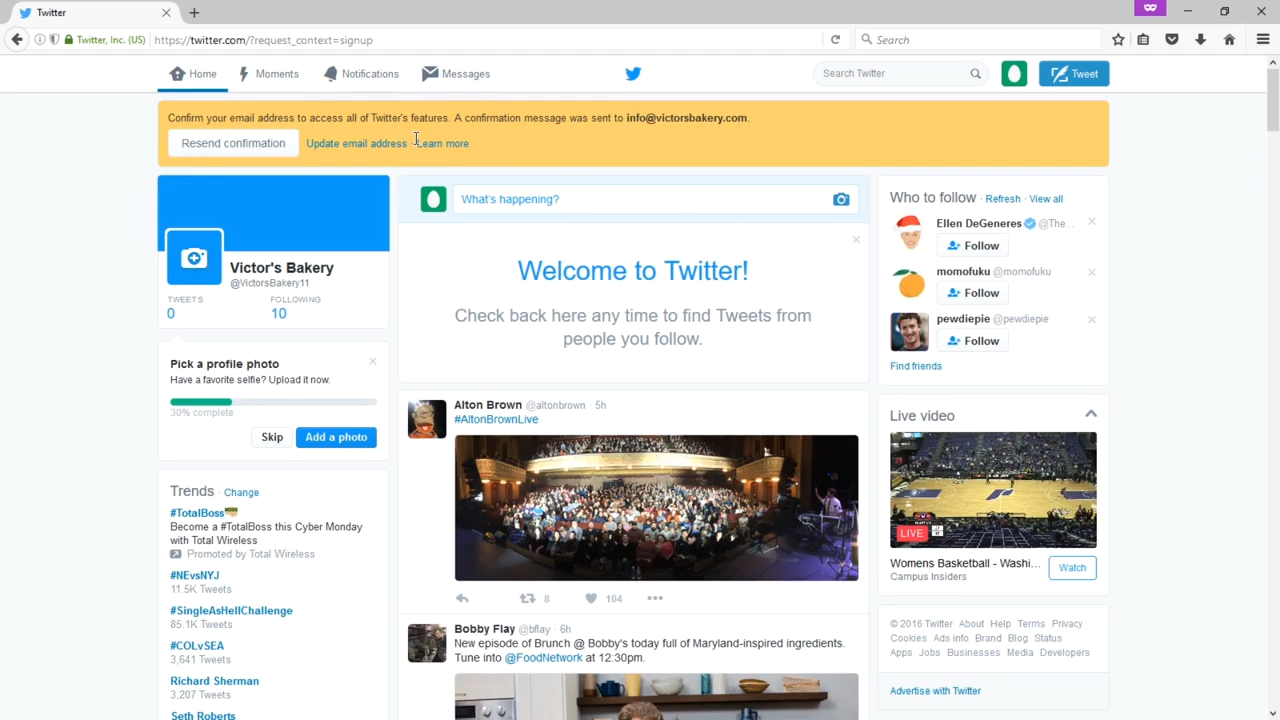 Twitter
Twitter, Inc. (US)
https://twitter.com/?request_context=signup
Search
Home
Moments
Notifications
Messages
Search Twitter
Tweet
Confirm your email address to access all of Twitter's features. A confirmation message was sent to info@victorsbakery.com.
Resend confirmation
Update email address · Learn more
Victor's Bakery
@VictorsBakery11
TWEETS
FOLLOWING
0
10
Pick a profile photo
Have a favorite selfie? Upload it now.
30% complete
Skip
Add a photo
Trends · Change
#TotalBoss
Become a #TotalBoss this Cyber Monday
with Total Wireless
Promoted by Total Wireless
#NEvsNYJ
11.5K Tweets
#SingleAsHellChallenge
85.1K Tweets
#COLvSEA
3,641 Tweets
Richard Sherman
3,207 Tweets
Seth Roberts
What's happening?
Welcome to Twitter!
Check back here any time to find Tweets from
people you follow.
Alton Brown @altonbrown · 5h
#AltonBrownLive
8
104
Bobby Flay @bflay · 6h
New episode of Brunch @ Bobby's today full of Maryland-inspired ingredients.
Tune into @FoodNetwork at 12:30pm.
Who to follow · Refresh · View all
Ellen DeGeneres @The...
Follow
momofuku @momofuku
Follow
pewdiepie @pewdiepie
Follow
Find friends
Live video
LIVE
Womens Basketball - Washi...
Campus Insiders
Watch
© 2016 Twitter About Help Terms Privacy
Cookies Ads info Brand Blog Status
Apps Jobs Businesses Media Developers
Advertise with Twitter